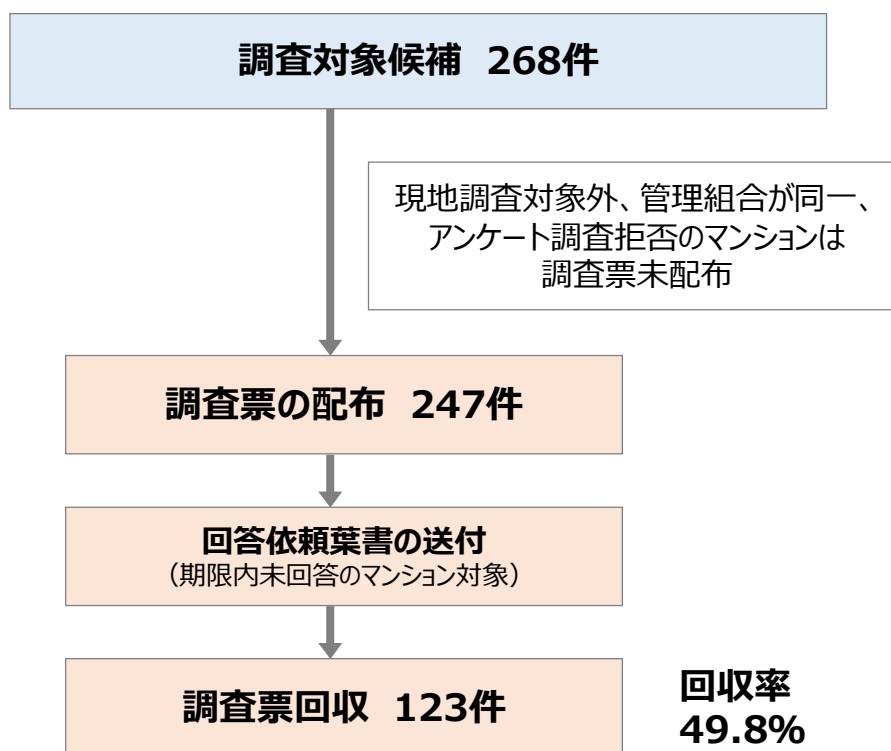 調査対象候補 268件
現地調査対象外、管理組合が同一、
アンケート調査拒否のマンションは
調査票未配布
調査票の配布 247件
回答依頼葉書の送付
（期限内未回答のマンション対象）
調査票回収 123件
回収率
49.8%